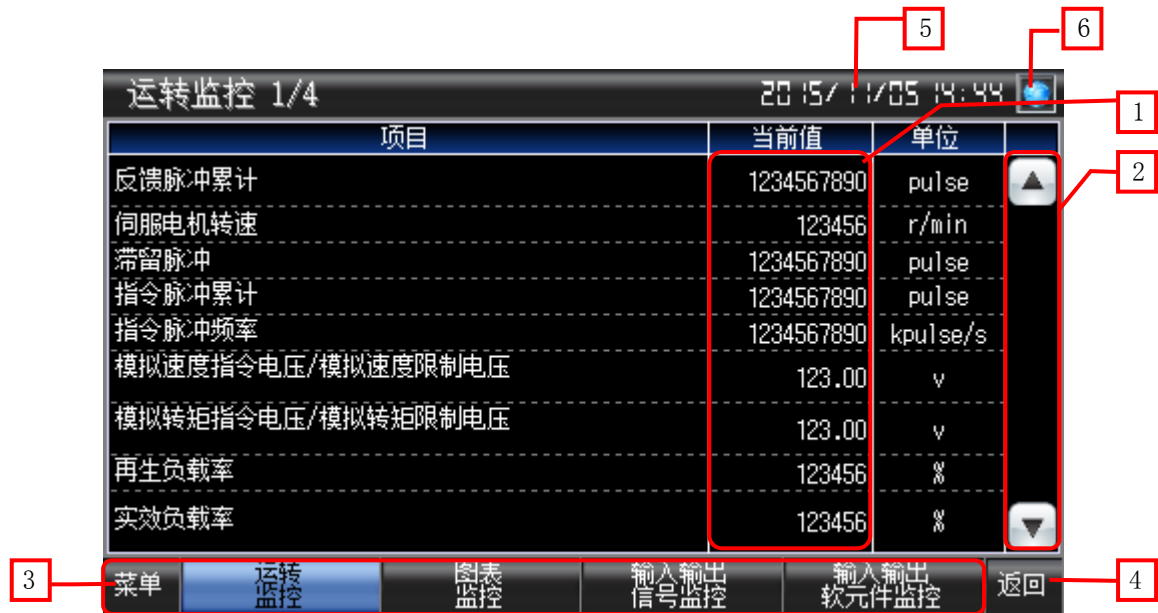 5
6
运转监控 1/4
2015/11/05 14:44
1
项目 当前值 单位
2
反馈脉冲累计 1234567890 pulse
伺服电机转速 123456 r/min
滞留脉冲 1234567890 pulse
指令脉冲累计 1234567890 pulse
指令脉冲频率 1234567890 kpulse/s
模拟速度指令电压/模拟速度限制电压 123.00 v
模拟转矩指令电压/模拟转矩限制电压 123.00 v
再生负载率 123456 %
实效负载率 123456 %
3
菜单
运转
监控
图表
监控
输入输出
信号监控
输入输出
软元件监控
返回
4